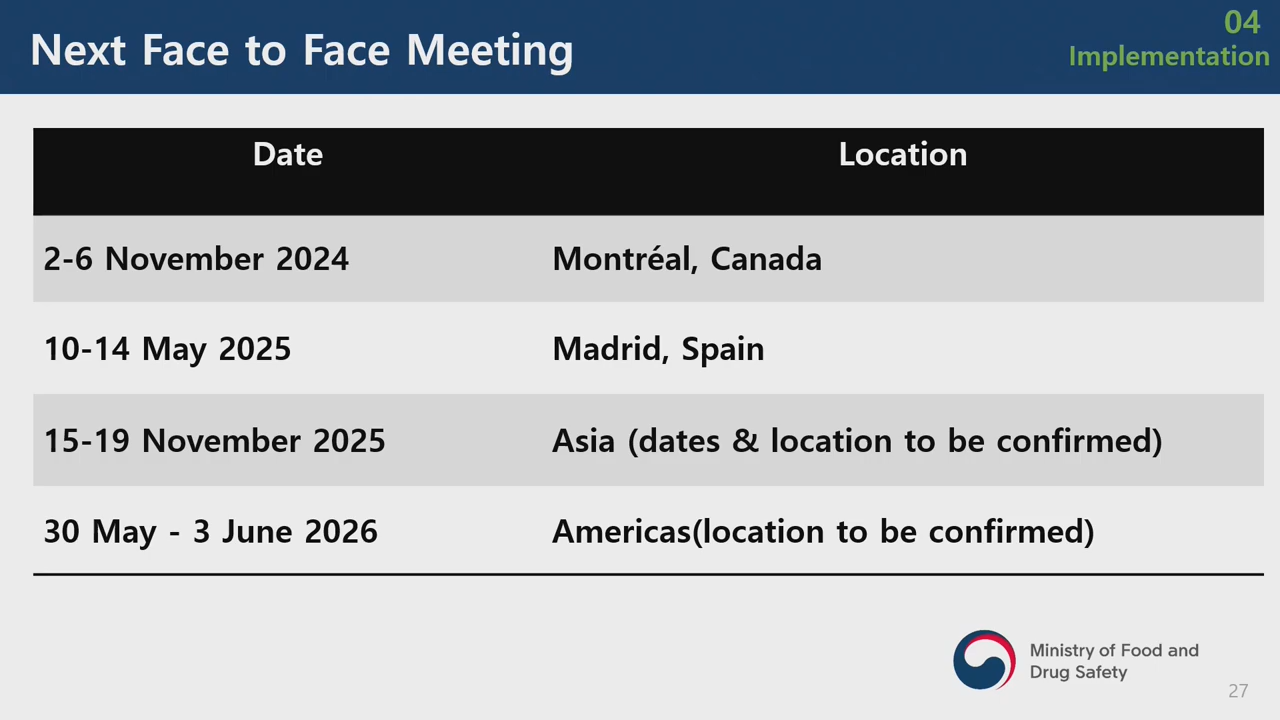 Next Face to Face Meeting
04
Implementation
Date Location
2-6 November 2024 Montréal, Canada
10-14 May 2025 Madrid, Spain
15-19 November 2025 Asia (dates & location to be confirmed)
30 May - 3 June 2026 Americas(location to be confirmed)
Ministry of Food and
Drug Safety
27